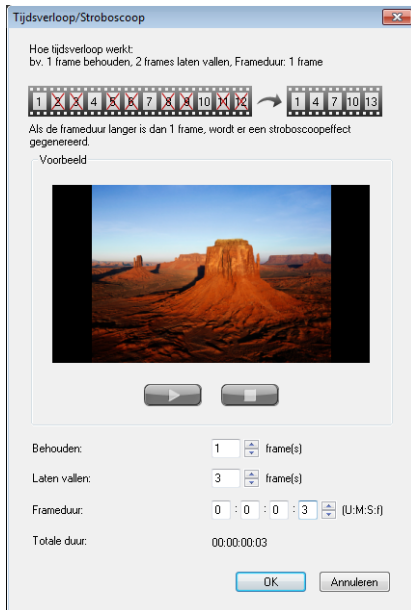 Tijdsverloop/Stroboscoop
Hoe tijdsverloop werkt:
bv. 1 frame behouden, 2 frames laten vallen, Frameduur: 1 frame
1 2 3 4 5 6 7 8 9 10 11 12 1 4 7 10 13
Als de frameduur langer is dan 1 frame, wordt er een stroboscoopeffect
gegenereerd.
Voorbeeld
Behouden: 1 frame(s)
Laten vallen: 3 frame(s)
Frameduur: 0 : 0 : 0 : 3 (U:M:S:f)
Totale duur: 00:00:00:03
OK Annuleren